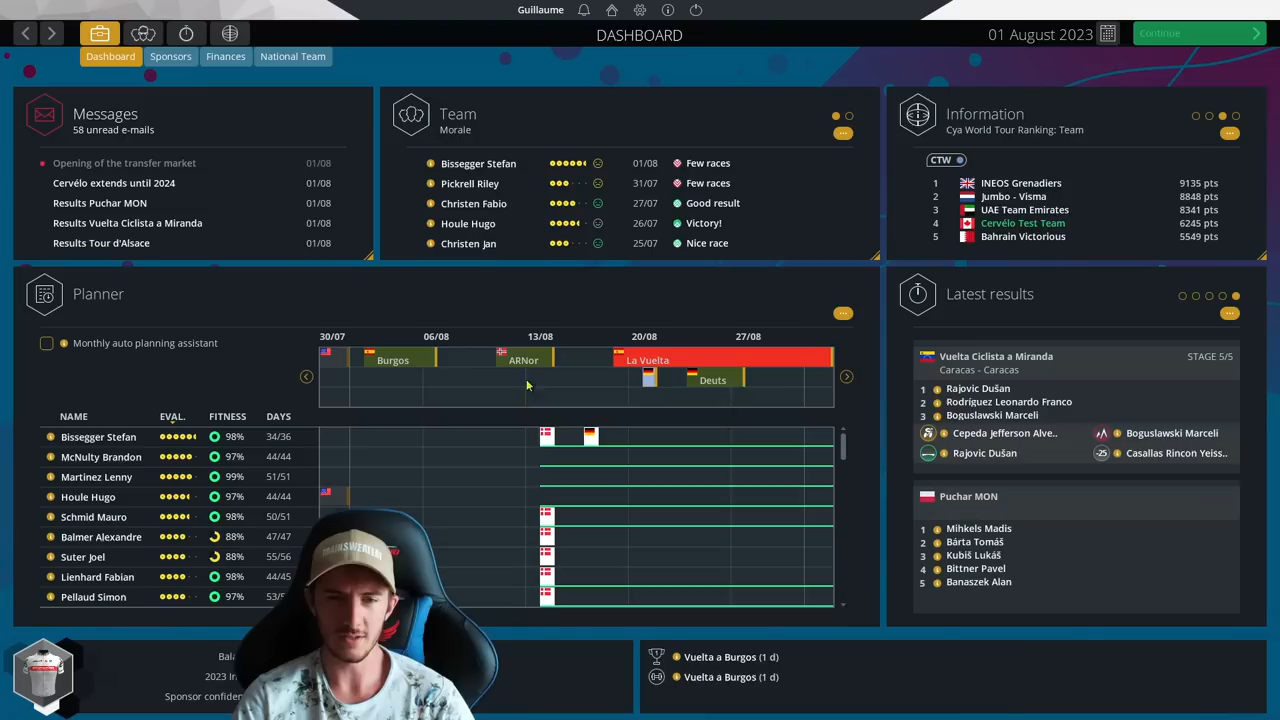 Guillaume
DASHBOARD
01 August 2023
Continue
Dashboard Sponsors Finances National Team
Messages
58 unread e-mails
Opening of the transfer market 01/08
Cervélo extends until 2024 01/08
Results Puchar MON 01/08
Results Vuelta Ciclista a Miranda 01/08
Results Tour d'Alsace 01/08
Team
Morale
Bissegger Stefan 01/08 Few races
Pickrell Riley 31/07 Few races
Christen Fabio 27/07 Good result
Houle Hugo 26/07 Victory!
Christen Jan 25/07 Nice race
Information
Cya World Tour Ranking: Team
CTW
1 INEOS Grenadiers 9135 pts
2 Jumbo - Visma 8848 pts
3 UAE Team Emirates 8341 pts
4 Cervélo Test Team 6245 pts
5 Bahrain Victorious 5549 pts
Planner
Monthly auto planning assistant
30/07 06/08 13/08 20/08 27/08
Burgos ARNor La Vuelta
Deuts
NAME EVAL. FITNESS DAYS
Bissegger Stefan 98% 34/36
McNulty Brandon 97% 44/44
Martinez Lenny 99% 51/51
Houle Hugo 97% 44/44
Schmid Mauro 98% 50/51
Balmer Alexandre 88% 47/47
Suter Joel 88% 55/56
Lienhard Fabian 98% 44/45
Pellaud Simon 97%
Latest results
Vuelta Ciclista a Miranda STAGE 5/5
Caracas - Caracas
1 Rajovic Dušan
2 Rodríguez Leonardo Franco
3 Boguslawski Marceli
Cepeda Jefferson Alve.. Boguslawski Marceli
Rajovic Dušan -25 Casallas Rincon Yeiss..
Puchar MON
1 Mihkels Madis
2 Bárta Tomáš
3 Kubiš Lukáš
4 Bittner Pavel
5 Banaszek Alan
2023
Sponsor
Vuelta a Burgos (1 d)
Vuelta a Burgos (1 d)